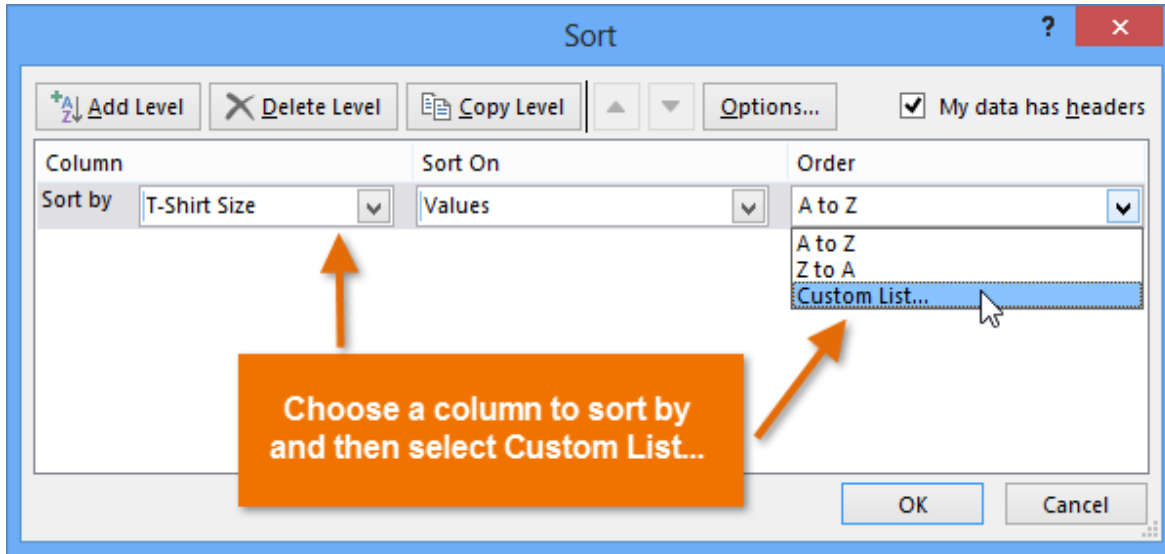 Sort ?
Add Level Delete Level Copy Level Options... My data has headers
Column Sort On Order
Sort by T-Shirt Size Values A to Z
A to Z
Z to A
Custom List...
Choose a column to sort by
and then select Custom List...
OK Cancel